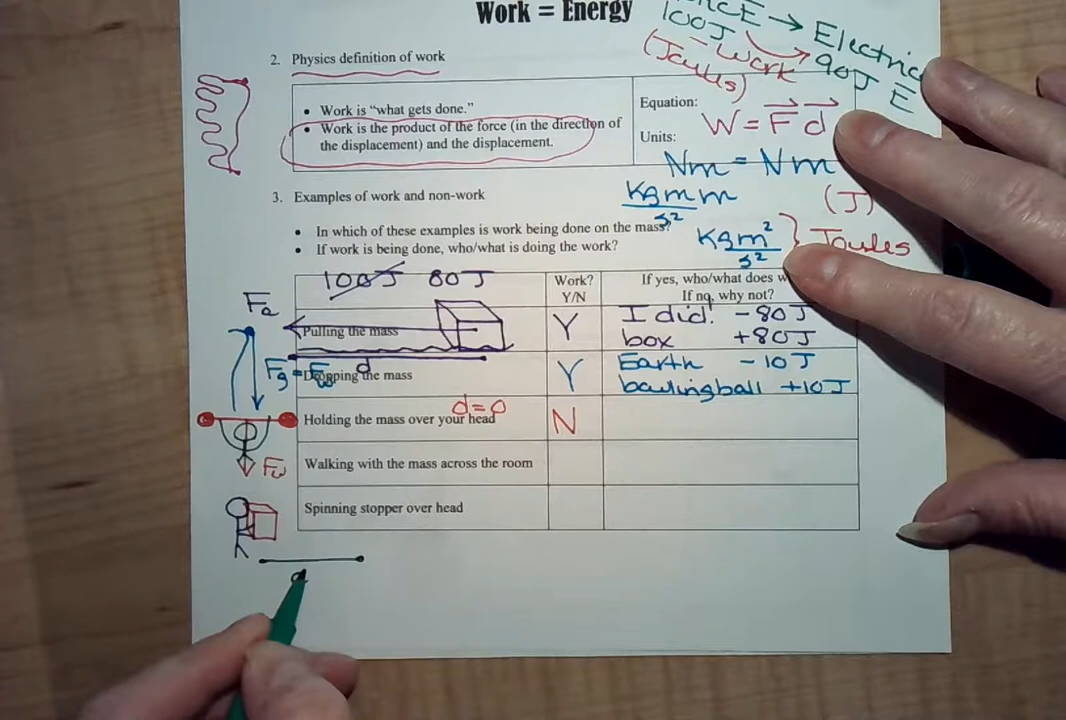 Work = Energy
100J
→ Electric
(Joules)
- Work
90J E
2. Physics definition of work
• Work is “what gets done.”
• Work is the product of the force (in the direction of
the displacement) and the displacement.
Equation:
W = F d
Units:
Nm = Nm
(J)
kgmm
s²
kgm²
s²
} Joules
3. Examples of work and non-work
• In which of these examples is work being done on the mass?
• If work is being done, who/what is doing the work?
100J 80J
Work?
Y/N
If yes, who/what does w
If no, why not?
Fa
Pulling the mass
Y
I did! -80J
box +80J
d
Fg = Fw
Dropping the mass
Y
Earth -10J
bowlingball +10J
d=0
Holding the mass over your head
N
Fw
Walking with the mass across the room
Spinning stopper over head